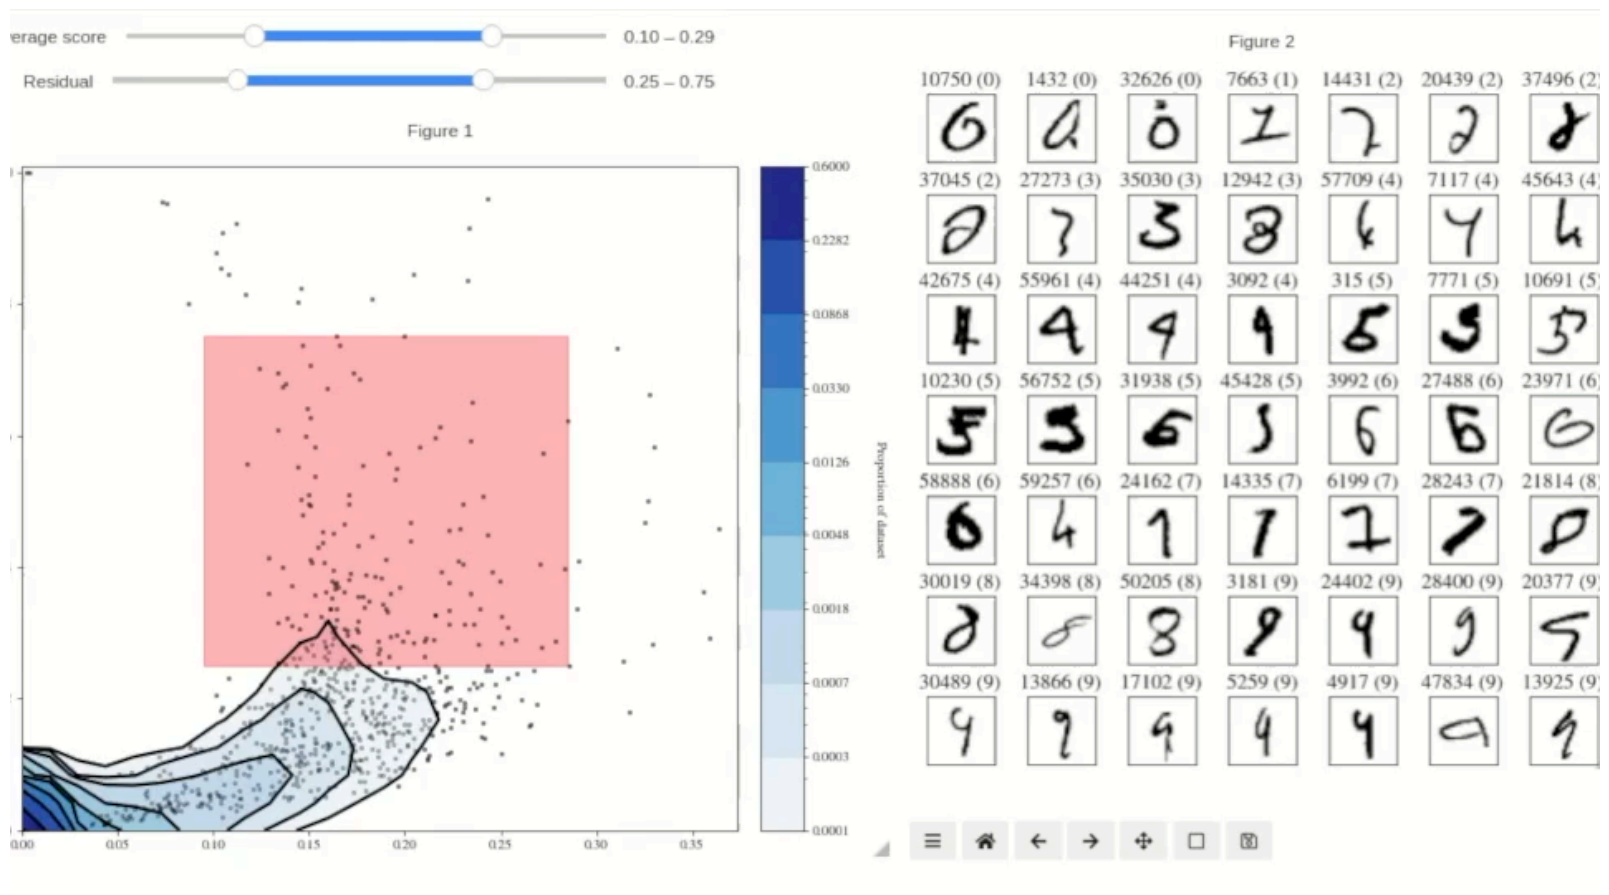 erage score 0.10 – 0.29
Residual 0.25 – 0.75
Figure 1
0.6000
0.2282
0.0868
0.0330
0.0126
0.0048
0.0018
0.0007
0.0003
0.0001
Proportion of dataset
0.00 0.05 0.10 0.15 0.20 0.25 0.30 0.35
Figure 2
10750 (0) 1432 (0) 32626 (0) 7663 (1) 14431 (2) 20439 (2) 37496 (2)
37045 (2) 27273 (3) 35030 (3) 12942 (3) 57709 (4) 7117 (4) 45643 (4)
42675 (4) 55961 (4) 44251 (4) 3092 (4) 315 (5) 7771 (5) 10691 (5)
10230 (5) 56752 (5) 31938 (5) 45428 (5) 3992 (6) 27488 (6) 23971 (6)
58888 (6) 59257 (6) 24162 (7) 14335 (7) 6199 (7) 28243 (7) 21814 (8)
30019 (8) 34398 (8) 50205 (8) 3181 (9) 24402 (9) 28400 (9) 20377 (9)
30489 (9) 13866 (9) 17102 (9) 5259 (9) 4917 (9) 47834 (9) 13925 (9)